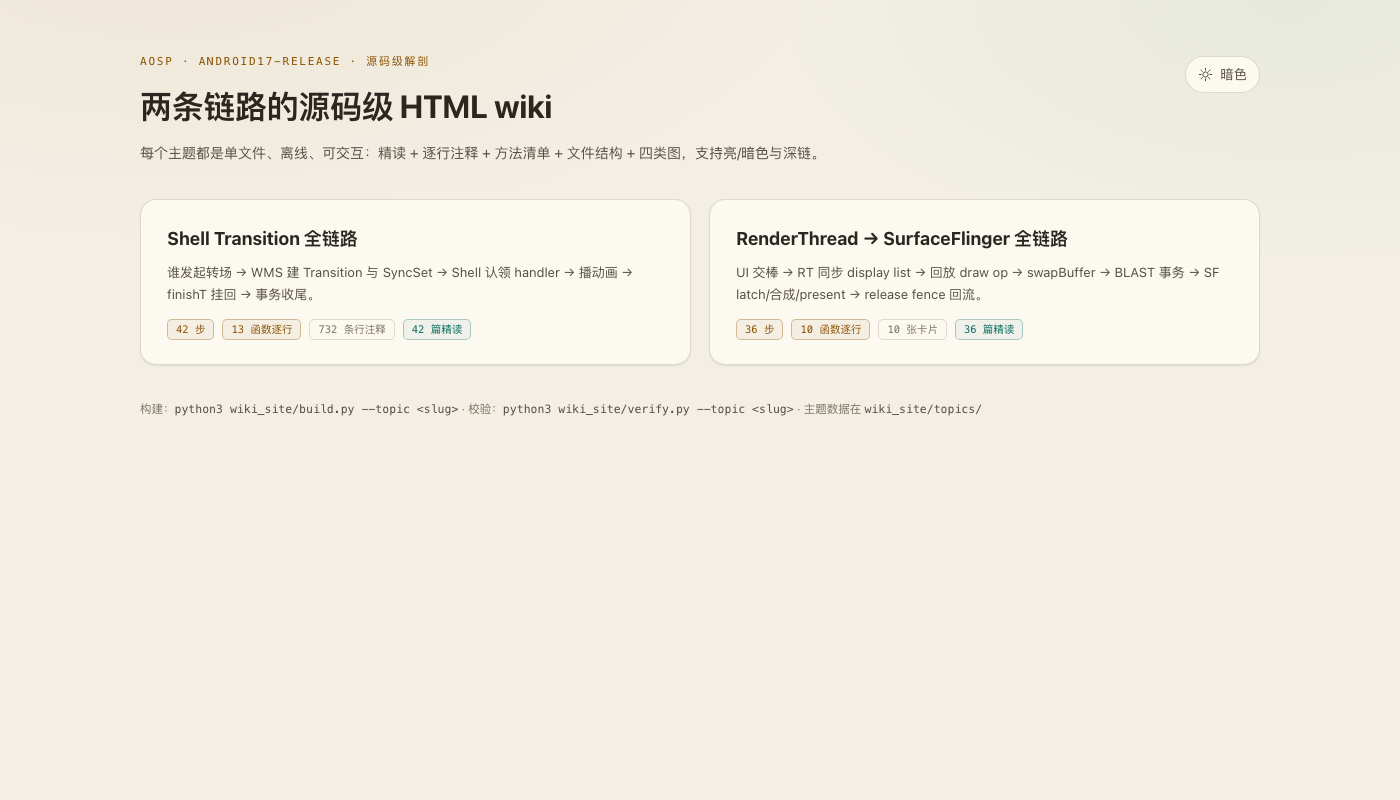 AOSP · ANDROID17-RELEASE · 源码级解剖
暗色
两条链路的源码级 HTML wiki
每个主题都是单文件、离线、可交互：精读 + 逐行注释 + 方法清单 + 文件结构 + 四类图，支持亮/暗色与深链。
Shell Transition 全链路
谁发起转场 → WMS 建 Transition 与 SyncSet → Shell 认领 handler → 播动画 →
finishT 挂回 → 事务收尾。
42 步 13 函数逐行 732 条行注释 42 篇精读
RenderThread → SurfaceFlinger 全链路
UI 交棒 → RT 同步 display list → 回放 draw op → swapBuffer → BLAST 事务 → SF
latch/合成/present → release fence 回流。
36 步 10 函数逐行 10 张卡片 36 篇精读
构建：python3 wiki_site/build.py --topic <slug> · 校验：python3 wiki_site/verify.py --topic <slug> · 主题数据在 wiki_site/topics/